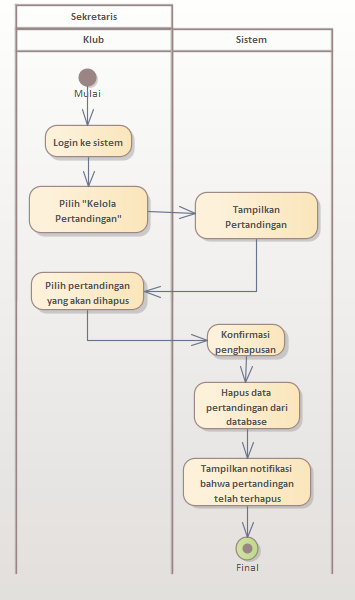 Sekretaris
Klub
Sistem
Mulai
Login ke sistem
Pilih "Kelola
Pertandingan"
Tampilkan
Pertandingan
Pilih pertandingan
yang akan dihapus
Konfirmasi
penghapusan
Hapus data
pertandingan dari
database
Tampilkan notifikasi
bahwa pertandingan
telah terhapus
Final